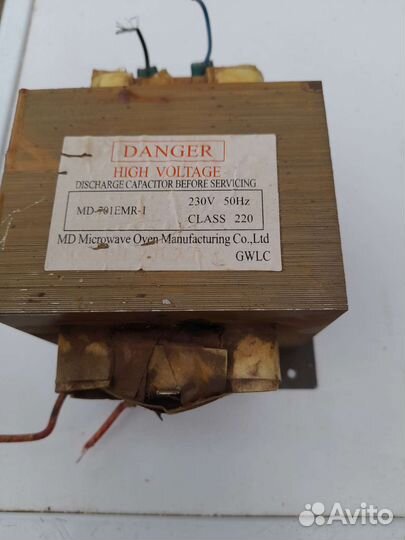 DANGER
HIGH VOLTAGE
DISCHARGE CAPACITOR BEFORE SERVICING
MD-701EMR-1 230V 50Hz
CLASS 220
MD Microwave Oven Manufacturing Co.,Ltd
GWLC
Avito